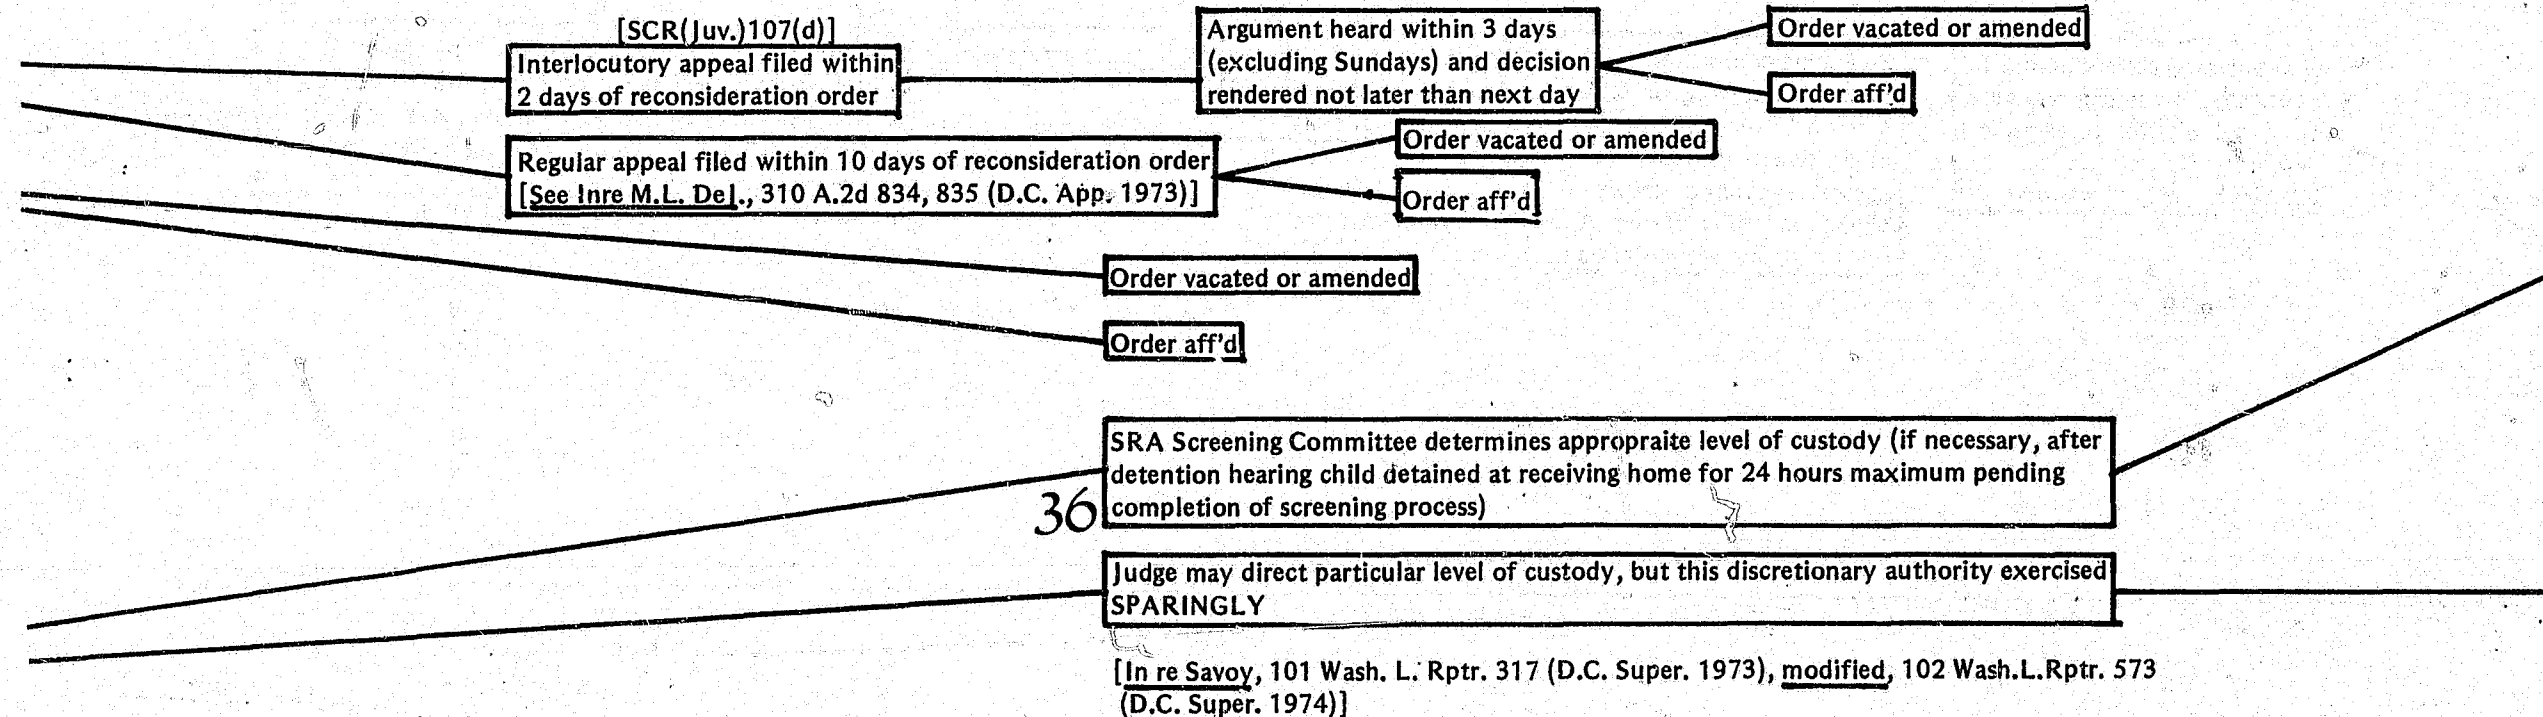 [SCR(Juv.)107(d)]
Interlocutory appeal filed within
2 days of reconsideration order
Argument heard within 3 days
(excluding Sundays) and decision
rendered not later than next day
Order vacated or amended
Order aff'd
Regular appeal filed within 10 days of reconsideration order
[See Inre M.L. DeJ., 310 A.2d 834, 835 (D.C. App. 1973)]
Order vacated or amended
Order aff'd
Order vacated or amended
Order aff'd
SRA Screening Committee determines appropraite level of custody (if necessary, after
detention hearing child detained at receiving home for 24 hours maximum pending
completion of screening process)
36
Judge may direct particular level of custody, but this discretionary authority exercised
SPARINGLY
[In re Savoy, 101 Wash. L. Rptr. 317 (D.C. Super. 1973), modified, 102 Wash.L.Rptr. 573
(D.C. Super. 1974)]